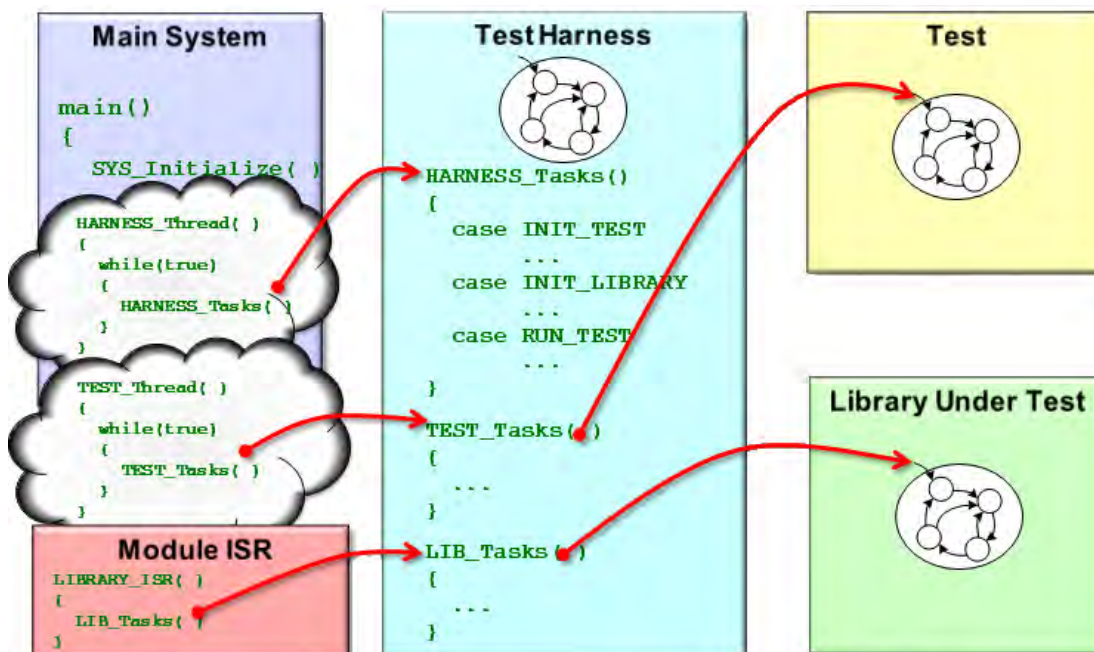 Main System
main()
{
SYS_Initialize( )
HARNESS_Thread( )
{
while(true)
{
HARNESS_Tasks( )
}
}
TEST_Thread( )
{
while(true)
{
TEST_Tasks( )
}
}
Module ISR
LIBRARY_ISR( )
{
LIB_Tasks( )
}
Test Harness
HARNESS_Tasks()
{
case INIT_TEST
...
case INIT_LIBRARY
...
case RUN_TEST
...
}
TEST_Tasks( )
{
...
}
LIB_Tasks( )
{
...
}
Test
Library Under Test